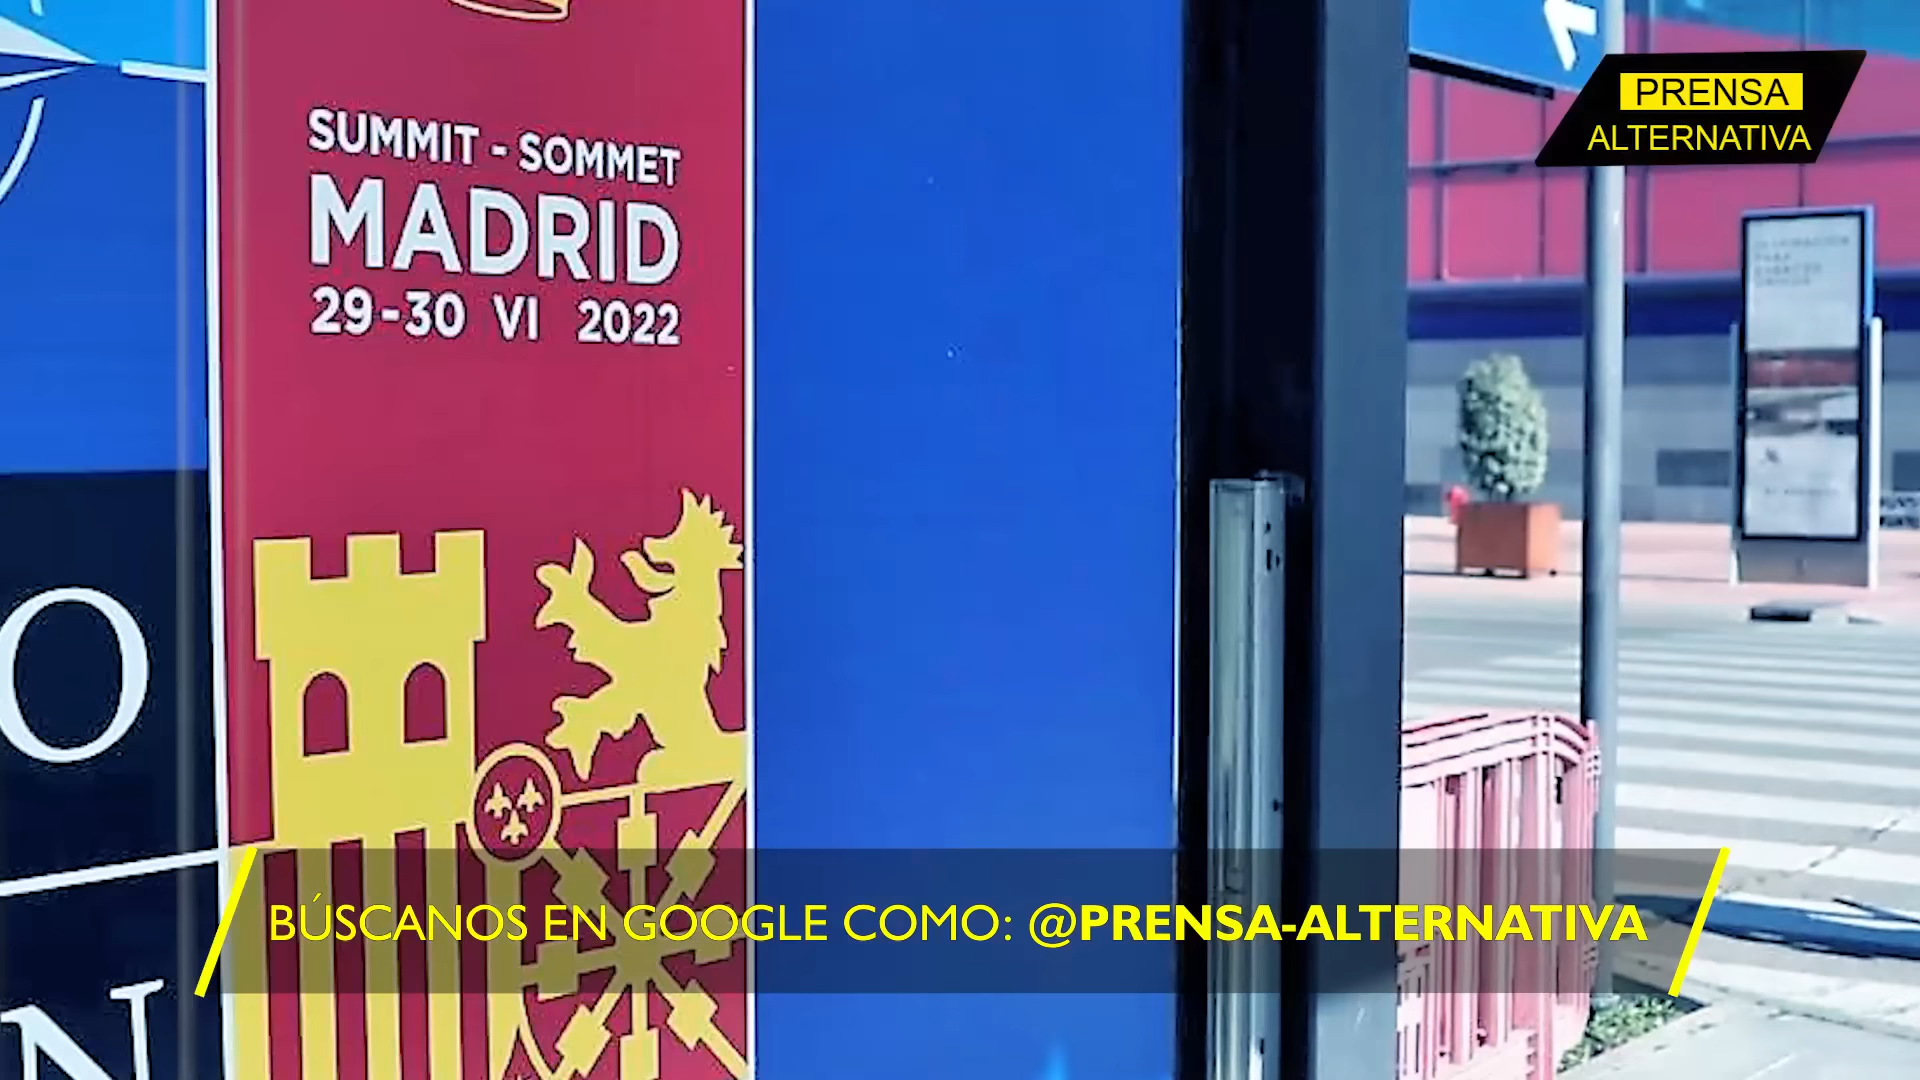 SUMMIT - SOMMET
MADRID
29-30 VI 2022
PRENSA
ALTERNATIVA
O
N
BÚSCANOS EN GOOGLE COMO: @PRENSA-ALTERNATIVA